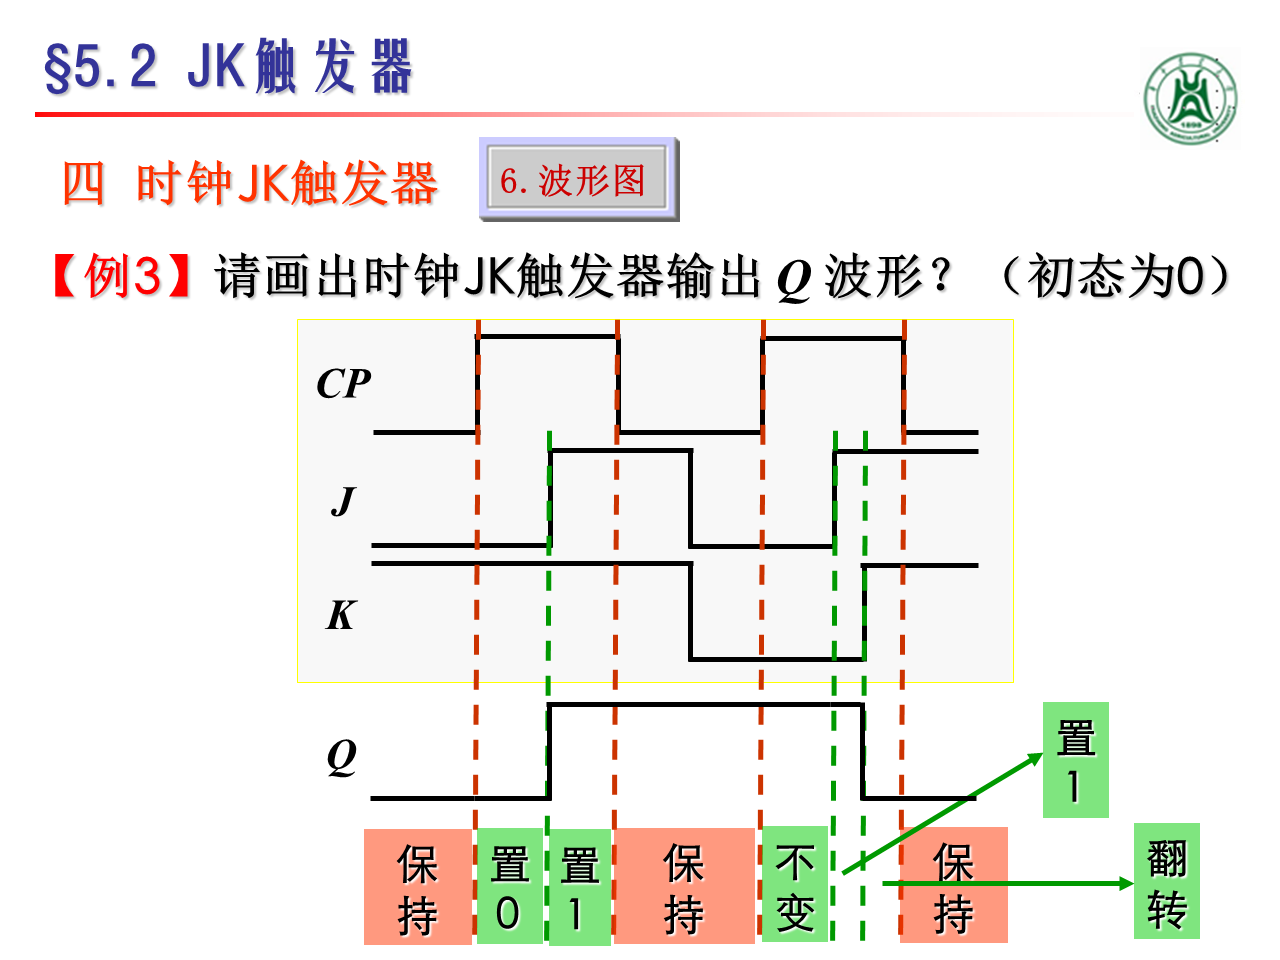 §5.2 JK触发器
四 时钟JK触发器
6.波形图
【例3】请画出时钟JK触发器输出 Q 波形？（初态为0）
CP
J
K
Q
置
1
保
持
置
0
置
1
保
持
不
变
保
持
翻
转